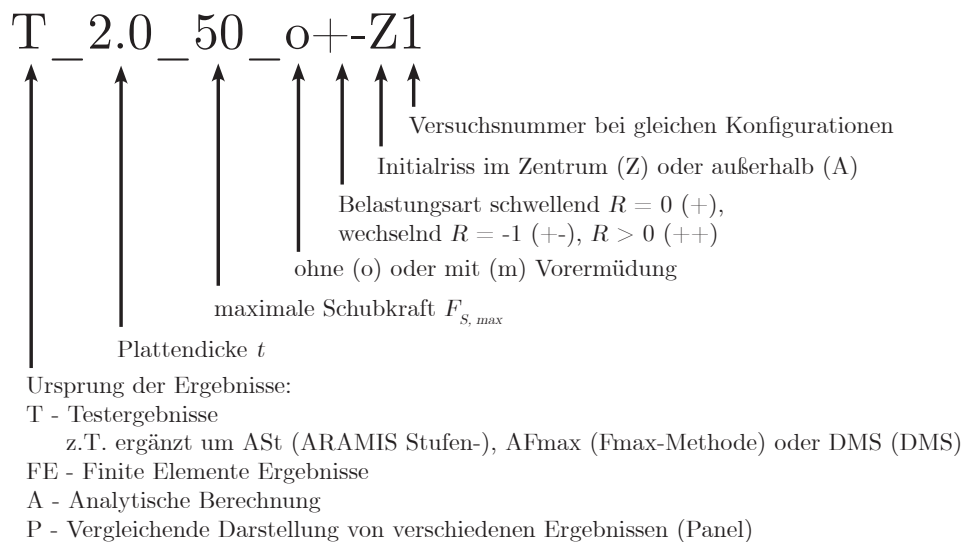 T_2.0_50_o+-Z1
Versuchsnummer bei gleichen Konfigurationen
Initialriss im Zentrum (Z) oder außerhalb (A)
Belastungsart schwellend R = 0 (+),
wechselnd R = -1 (+-), R > 0 (++)
ohne (o) oder mit (m) Vorermüdung
maximale Schubkraft F_{S, max}
Plattendicke t
Ursprung der Ergebnisse:
T - Testergebnisse
z.T. ergänzt um ASt (ARAMIS Stufen-), AFmax (Fmax-Methode) oder DMS (DMS)
FE - Finite Elemente Ergebnisse
A - Analytische Berechnung
P - Vergleichende Darstellung von verschiedenen Ergebnissen (Panel)